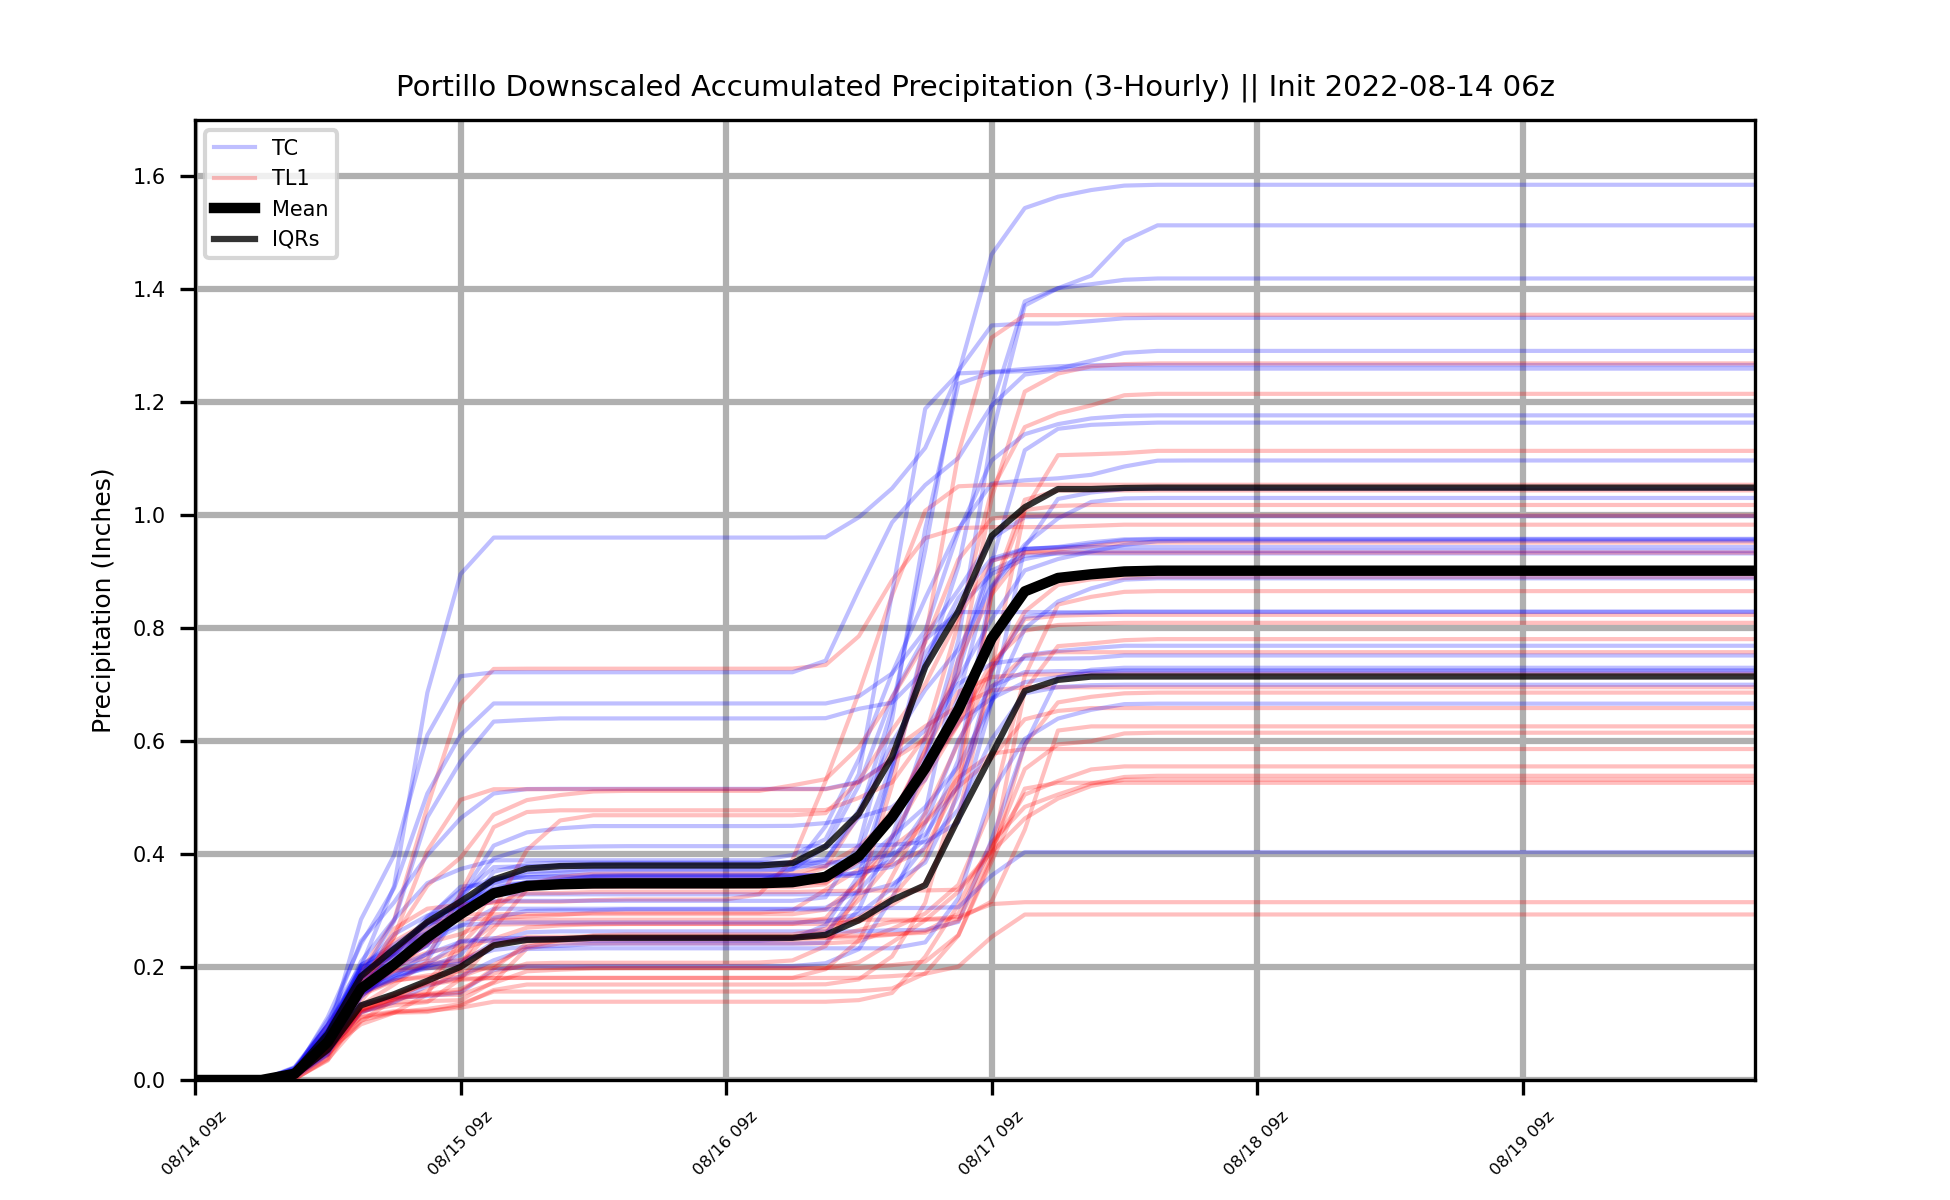 Portillo Downscaled Accumulated Precipitation (3-Hourly) || Init 2022-08-14 06z
TC
TL1
Mean
IQRs
Precipitation (Inches)
1.6
1.4
1.2
1.0
0.8
0.6
0.4
0.2
0.0
08/14 09z
08/15 09z
08/16 09z
08/17 09z
08/18 09z
08/19 09z